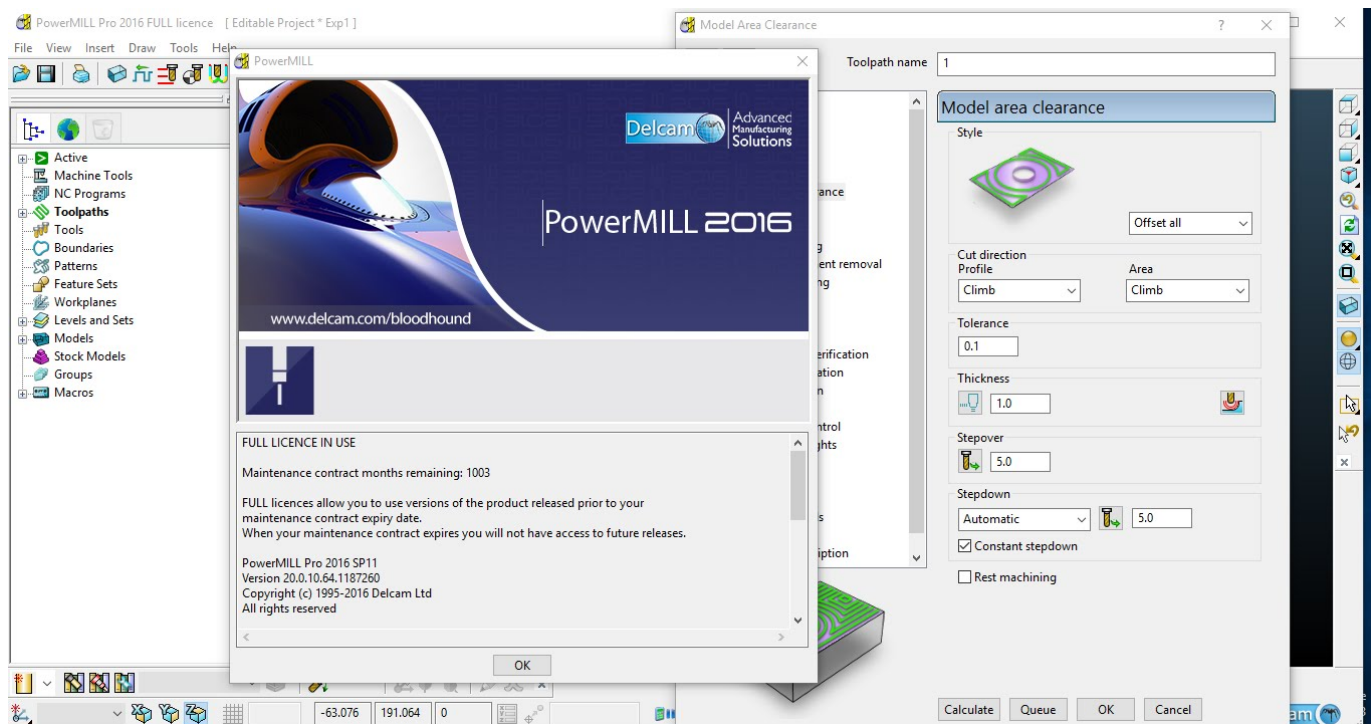 PowerMILL Pro 2016 FULL licence [ Editable Project * Exp1 ]
File View Insert Draw Tools Help
Active
Machine Tools
NC Programs
Toolpaths
Tools
Boundaries
Patterns
Feature Sets
Workplanes
Levels and Sets
Models
Stock Models
Groups
Macros
PowerMILL
Delcam
Advanced
Manufacturing
Solutions
PowerMILL 2016
www.delcam.com/bloodhound
FULL LICENCE IN USE
Maintenance contract months remaining: 1003
FULL licences allow you to use versions of the product released prior to your
maintenance contract expiry date.
When your maintenance contract expires you will not have access to future releases.
PowerMILL Pro 2016 SP11
Version 20.0.10.64.1187260
Copyright (c) 1995-2016 Delcam Ltd
All rights reserved
OK
Model Area Clearance
Toolpath name 1
Model area clearance
Style
Offset all
Cut direction
Profile Area
Climb Climb
Tolerance
0.1
Thickness
1.0
Stepover
5.0
Stepdown
Automatic 5.0
Constant stepdown
Rest machining
Calculate Queue OK Cancel
-63.076 191.064 0